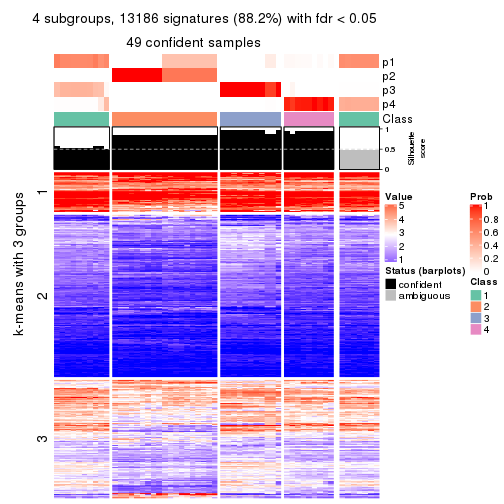 4 subgroups, 13186 signatures (88.2%) with fdr < 0.05
49 confident samples
p1
p2
p3
p4
Class
1
0.5
0
Silhouette
score
k-means with 3 groups
1
2
3
Value
5
4
3
2
1
Status (barplots)
confident
ambiguous
Prob
1
0.8
0.6
0.4
0.2
0
Class
1
2
3
4